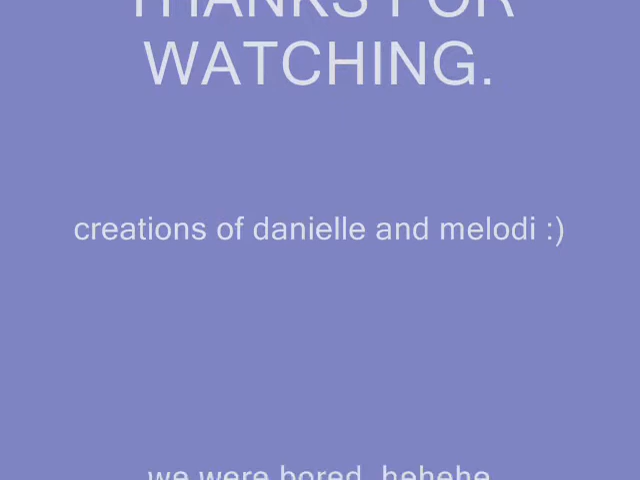 THANKS FOR
WATCHING.
creations of danielle and melodi :)
we were bored, hehehe